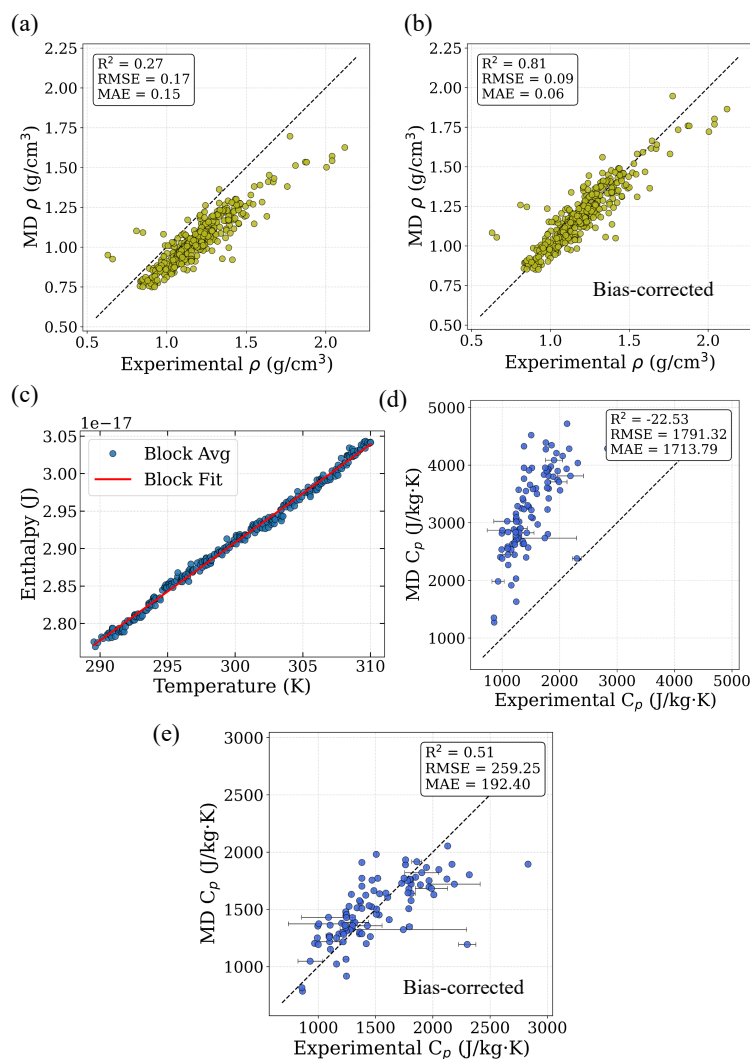 (a)
2.25
2.00
1.75
1.50
1.25
1.00
0.75
0.50
MD ρ (g/cm³)
R² = 0.27
RMSE = 0.17
MAE = 0.15
0.5 1.0 1.5 2.0
Experimental ρ (g/cm³)
(b)
2.25
2.00
1.75
1.50
1.25
1.00
0.75
0.50
MD ρ (g/cm³)
R² = 0.81
RMSE = 0.09
MAE = 0.06
Bias-corrected
0.5 1.0 1.5 2.0
Experimental ρ (g/cm³)
(c)
1e−17
3.05
3.00
2.95
2.90
2.85
2.80
Enthalpy (J)
Block Avg
Block Fit
290 295 300 305 310
Temperature (K)
(d)
5000
4000
3000
2000
1000
MD Cₚ (J/kg·K)
R² = -22.53
RMSE = 1791.32
MAE = 1713.79
1000 2000 3000 4000 5000
Experimental Cₚ (J/kg·K)
(e)
3000
2500
2000
1500
1000
MD Cₚ (J/kg·K)
R² = 0.51
RMSE = 259.25
MAE = 192.40
Bias-corrected
1000 1500 2000 2500 3000
Experimental Cₚ (J/kg·K)